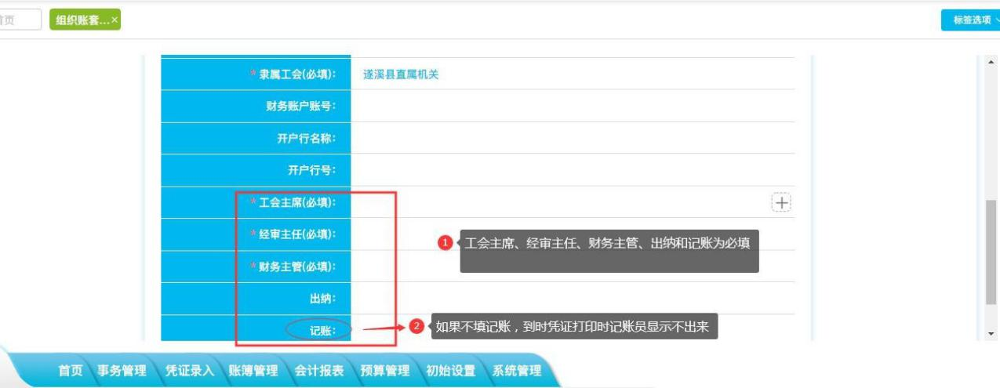 首页
组织账套...×
标签选项
*隶属工会(必填):
遂溪县直属机关
财务账户账号:
开户行名称:
开户行号:
*工会主席(必填):
*经审主任(必填):
1 工会主席、经审主任、财务主管、出纳和记账为必填
*财务主管(必填):
出纳:
记账:
2 如果不填记账，到时凭证打印时记账员显示不出来
首页 事务管理 凭证录入 账簿管理 会计报表 预算管理 初始设置 系统管理